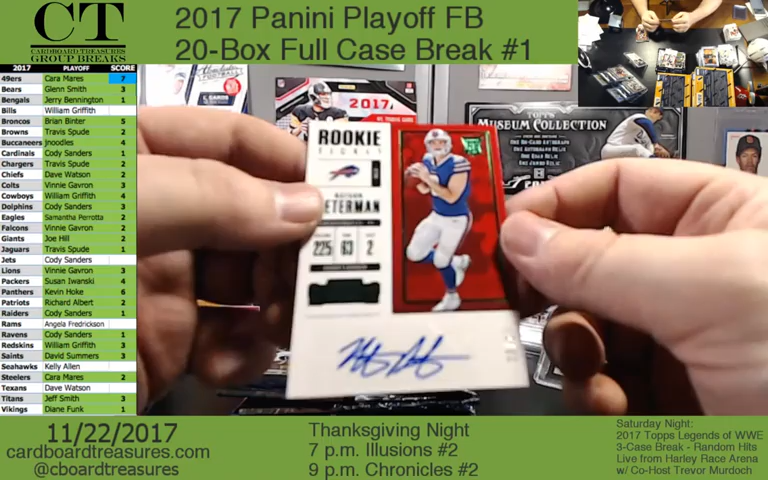 CT
CARDBOARD TREASURES
GROUP BREAKS
2017 Panini Playoff FB
20-Box Full Case Break #1
2017 PLAYOFF SCORE
49ers Cara Mares 7
Bears Glenn Smith 3
Bengals Jerry Bennington 1
Bills William Griffith
Broncos Brian Binter 5
Browns Travis Spude 2
Buccaneers Jnoodles 4
Cardinals Cody Sanders 1
Chargers Travis Spude 2
Chiefs Dave Watson 2
Colts Vinnie Gavron 3
Cowboys William Griffith 4
Dolphins Cody Sanders 3
Eagles Samantha Perrotta 2
Falcons Vinnie Gavron 2
Giants Joe Hill 2
Jaguars Travis Spude 1
Jets Cody Sanders
Lions Vinnie Gavron 3
Packers Susan Iwanski 4
Panthers Kevin Hoke 6
Patriots Richard Albert 2
Raiders Cody Sanders 1
Rams Angela Fredrickson
Ravens Cody Sanders 1
Redskins William Griffith 3
Saints David Summers 3
Seahawks Kelly Allen
Steelers Cara Mares 2
Texans Dave Watson
Titans Jeff Smith 3
Vikings Diane Funk 1
2017
TOPPS
MUSEUM COLLECTION
ROOKIE
TICKET
ETERMAN
225 63 2
11/22/2017
cardboardtreasures.com
@cboardtreasures
Thanksgiving Night
7 p.m. Illusions #2
9 p.m. Chronicles #2
Saturday Night:
2017 Topps Legends of WWE
3-Case Break - Random Hits
Live from Harley Race Arena
w/ Co-Host Trevor Murdoch